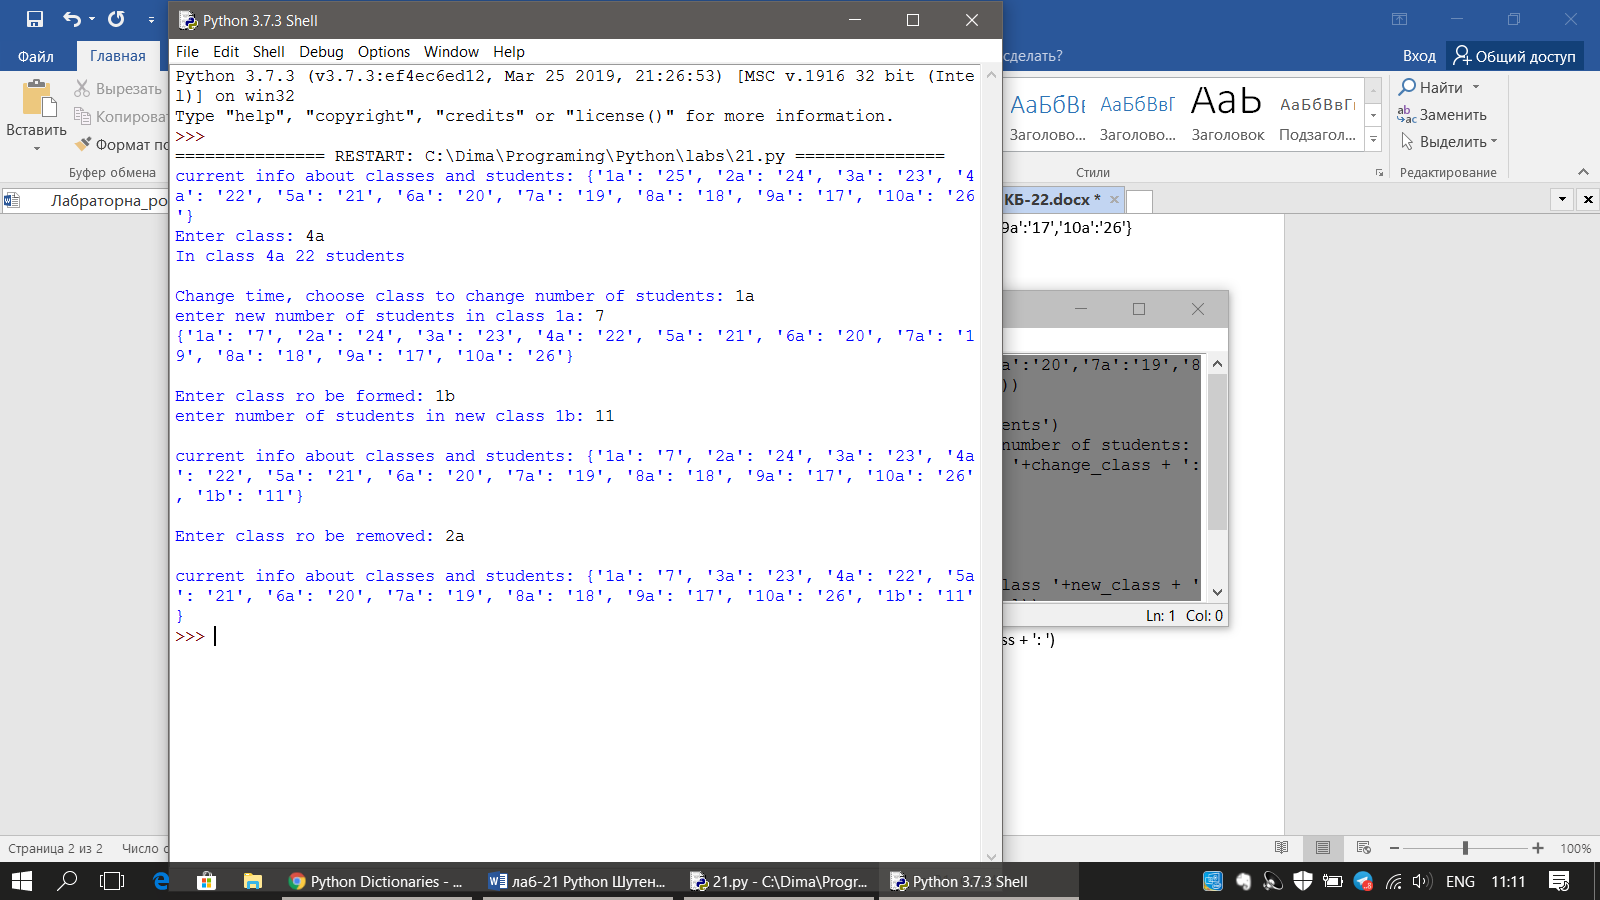 Python 3.7.3 Shell
File Edit Shell Debug Options Window Help
Python 3.7.3 (v3.7.3:ef4ec6ed12, Mar 25 2019, 21:26:53) [MSC v.1916 32 bit (Inte
l)] on win32
Type "help", "copyright", "credits" or "license()" for more information.
>>>
=============== RESTART: C:\Dima\Programing\Python\labs\21.py ===============
current info about classes and students: {'1a': '25', '2a': '24', '3a': '23', '4
a': '22', '5a': '21', '6a': '20', '7a': '19', '8a': '18', '9a': '17', '10a': '26
'}
Enter class: 4a
In class 4a 22 students
Change time, choose class to change number of students: 1a
enter new number of students in class 1a: 7
{'1a': '7', '2a': '24', '3a': '23', '4a': '22', '5a': '21', '6a': '20', '7a': '1
9', '8a': '18', '9a': '17', '10a': '26'}
Enter class ro be formed: 1b
enter number of students in new class 1b: 11
current info about classes and students: {'1a': '7', '2a': '24', '3a': '23', '4a
': '22', '5a': '21', '6a': '20', '7a': '19', '8a': '18', '9a': '17', '10a': '26'
, '1b': '11'}
Enter class ro be removed: 2a
current info about classes and students: {'1a': '7', '3a': '23', '4a': '22', '5a
': '21', '6a': '20', '7a': '19', '8a': '18', '9a': '17', '10a': '26', '1b': '11'
}
>>>
Файл Главная
Вставить
Вырезать
Копироват
Формат по
Буфер обмена
Лабраторна_ро
сделать?
Вход Общий доступ
АаБбВ АаБбВвГ АаЬ АаБбВвГг
Заголово... Заголово... Заголовок Подзагол...
Стили
Найти
Заменить
Выделить
Редактирование
КБ-22.docx *
9a':'17','10a':'26'}
a':'20','7a':'19','8
))
ents')
number of students:
'+change_class + ':
lass '+new_class + '
Ln: 1 Col: 0
ss + ': ')
Страница 2 из 2 Число с
100%
Python Dictionaries - ...
лаб-21 Python Шутен...
21.py - C:\Dima\Progr...
Python 3.7.3 Shell
ENG 11:11